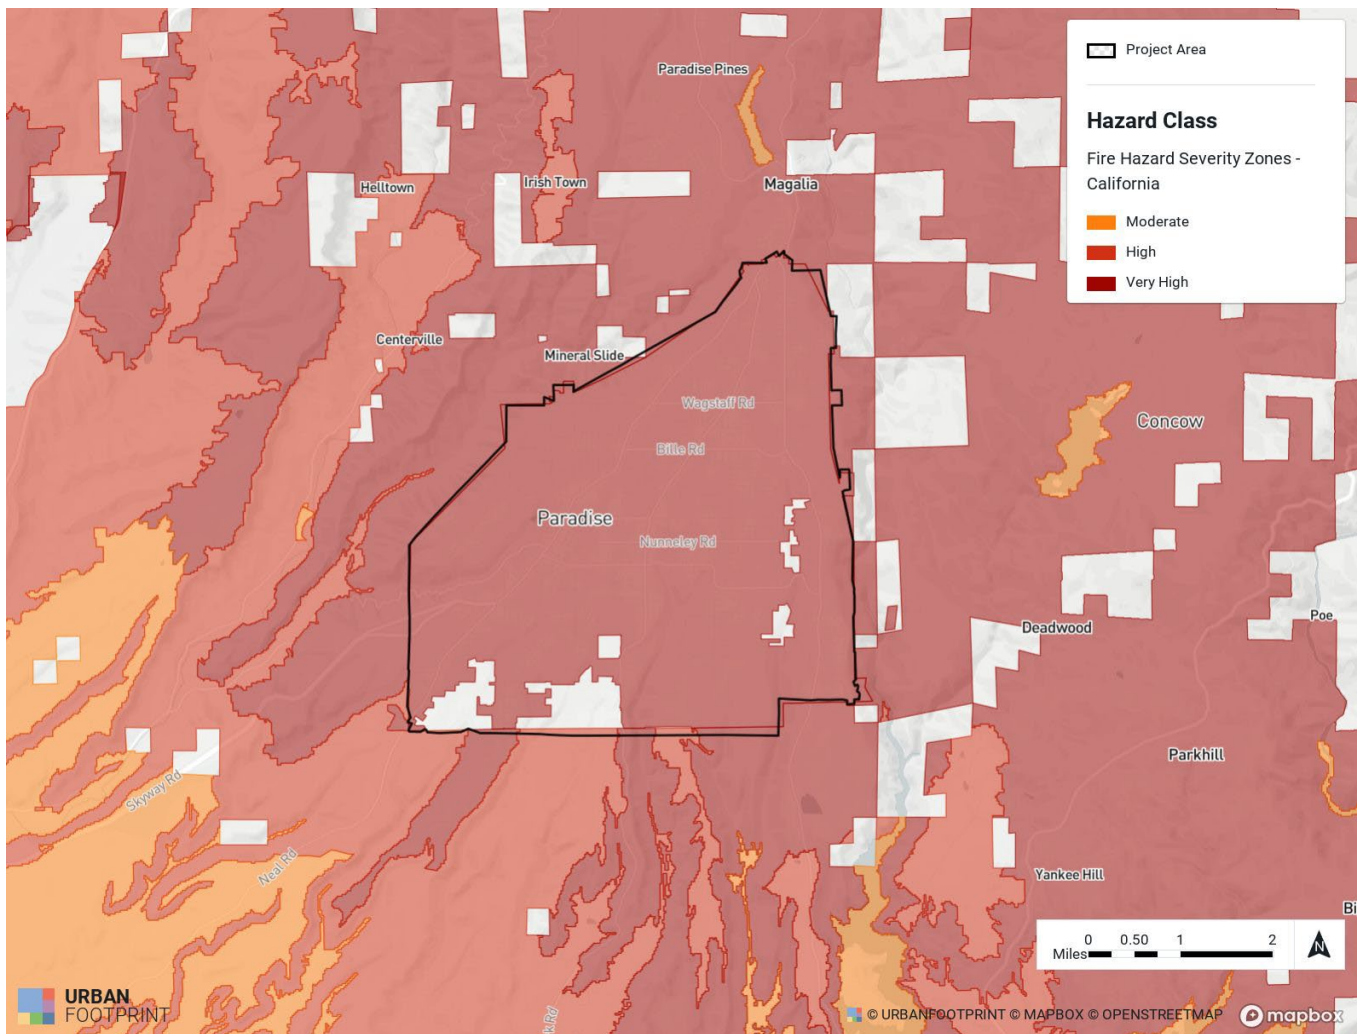 Paradise Pines
Project Area
Hazard Class
Fire Hazard Severity Zones -
California
Moderate
High
Very High
Helltown
Irish Town
Magalia
Centerville
Mineral Slide
Wagstaff Rd
Concow
Bille Rd
Paradise
Nunneley Rd
Deadwood
Poe
Parkhill
Skyway Rd
Neal Rd
Yankee Hill
Bi
0 0.50 1 2
Miles
N
URBAN
FOOTPRINT
k Rd
© URBANFOOTPRINT © MAPBOX © OPENSTREETMAP
mapbox